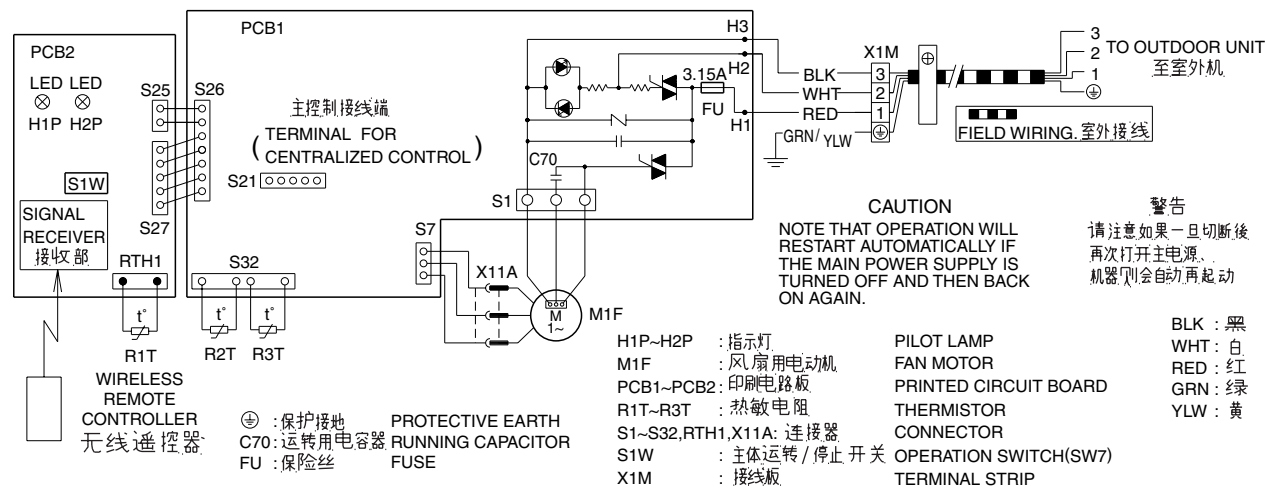 PCB2
LED LED
H1P H2P
S25 S26
S1W
S27
SIGNAL
RECEIVER
接收部
RTH1
t°
R1T
WIRELESS
REMOTE
CONTROLLER
无线遥控器
PCB1
主控制接线端
( TERMINAL FOR
CENTRALIZED CONTROL )
S21
S32
t° t°
R2T R3T
S7
X11A
M
1~
M1F
S1
C70
H3
H2
3.15A
FU
H1
X1M
BLK 3
WHT 2
RED 1
GRN/YLW
3
2
1
TO OUTDOOR UNIT
至室外机
FIELD WIRING. 室外接线
CAUTION
NOTE THAT OPERATION WILL
RESTART AUTOMATICALLY IF
THE MAIN POWER SUPPLY IS
TURNED OFF AND THEN BACK
ON AGAIN.
警告
请注意如果一旦切断後
再次打开主电源、
机器则会自动再起动
:保护接地 PROTECTIVE EARTH
C70:运转用电容器 RUNNING CAPACITOR
FU :保险丝 FUSE
H1P~H2P :指示灯 PILOT LAMP
M1F :风扇用电动机 FAN MOTOR
PCB1~PCB2:印刷电路板 PRINTED CIRCUIT BOARD
R1T~R3T :热敏电阻 THERMISTOR
S1~S32,RTH1,X11A: 连接器 CONNECTOR
S1W :主体运转/停止开关 OPERATION SWITCH(SW7)
X1M :接线板 TERMINAL STRIP
BLK : 黑
WHT : 白
RED : 红
GRN : 绿
YLW : 黄